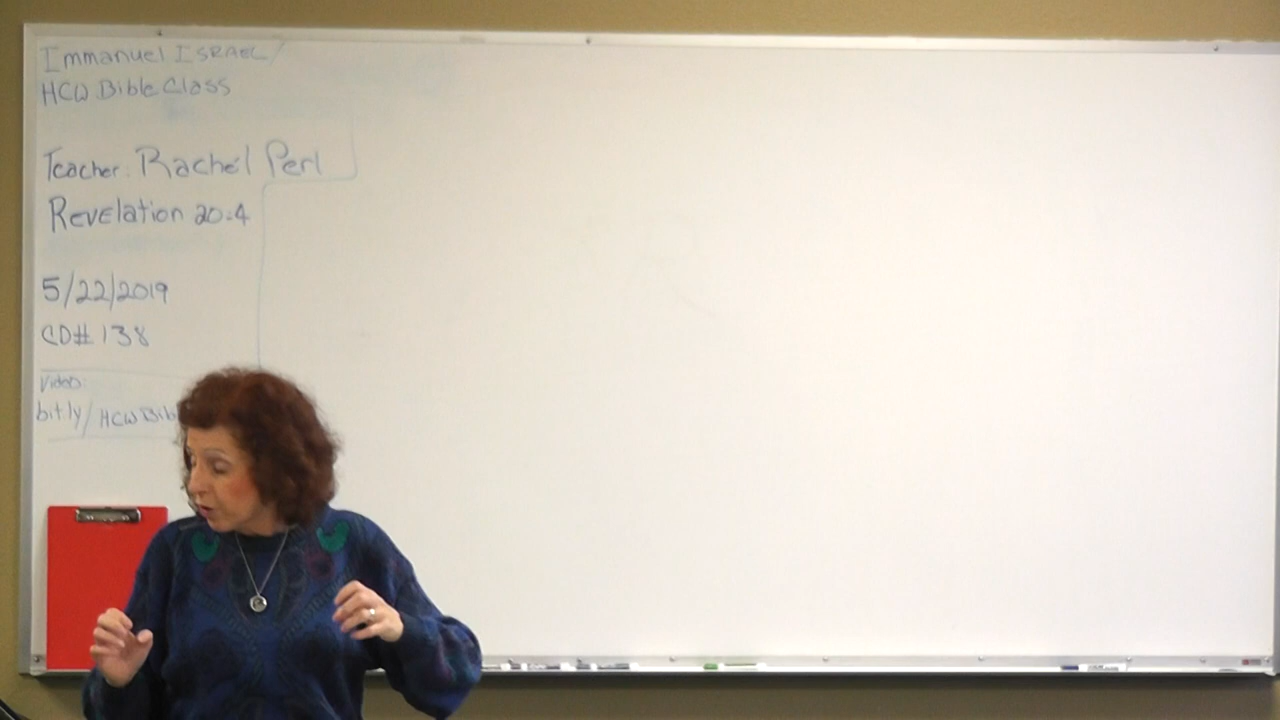 Immanuel ISRAEL/
HCW Bible Class
Teacher: Rachel Perl
Revelation 20:4
5/22/2019
CD# 138
Video:
bit.ly/HCWBib